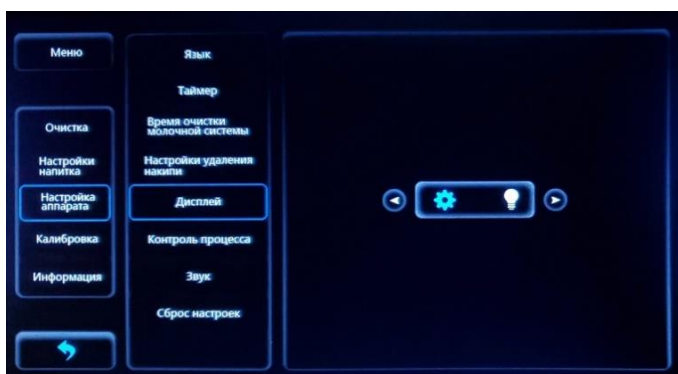 Меню
Очистка
Настройки
напитка
Настройка
аппарата
Калибровка
Информация
Язык
Таймер
Время очистки
молочной системы
Настройки удаления
накипи
Дисплей
Контроль процесса
Звук
Сброс настроек